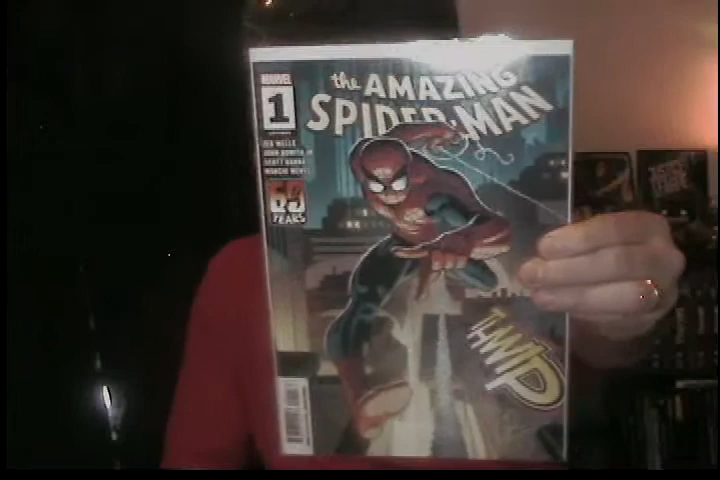 MARVEL
1
the AMAZING
SPIDER-MAN
ZEB WELLS
JOHN ROMITA JR
SCOTT HANNA
MARCIO MENYZ
60
YEARS
THWIP